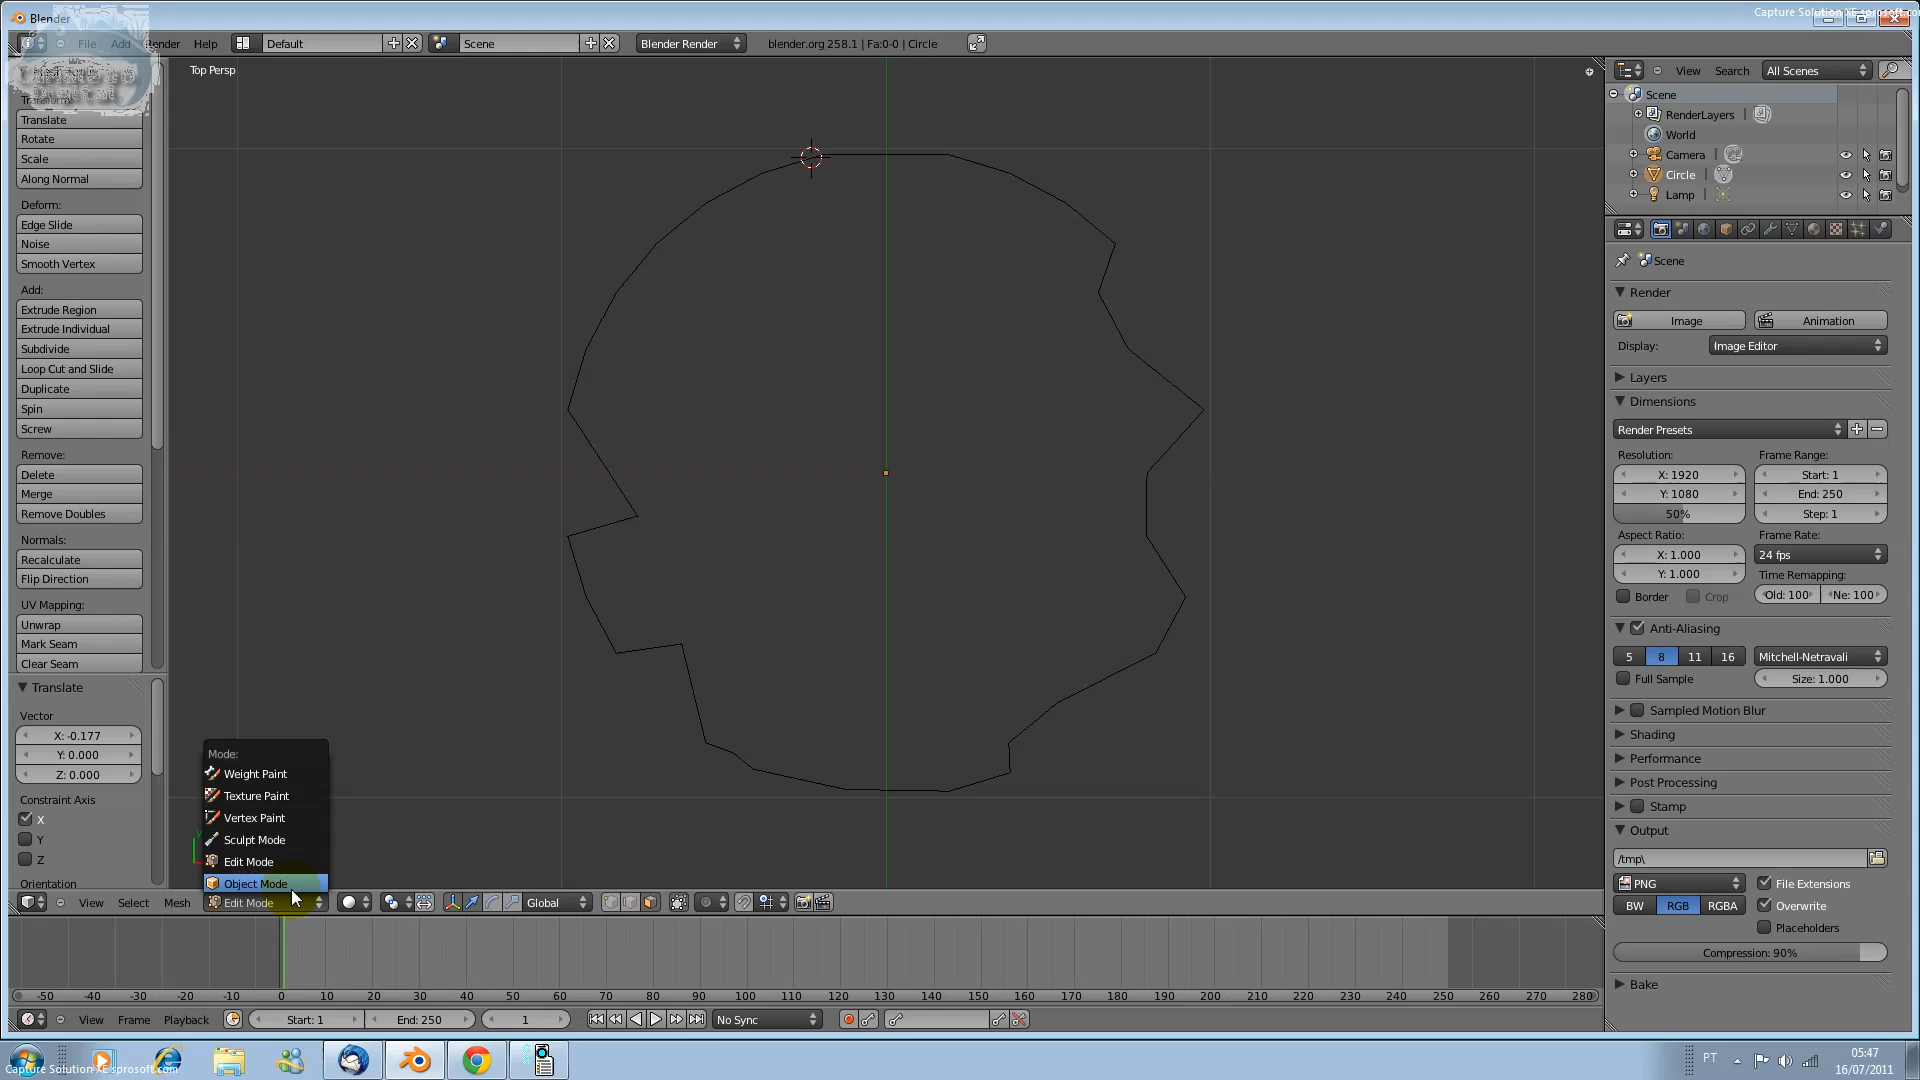 Blender
Capture Solution XE sprosoft.co
File Add Render Help Default Scene Blender Render blender.org 258.1 | Fa:0-0 | Circle
Top Persp
Transform:
Translate
Rotate
Scale
Along Normal
Deform:
Edge Slide
Noise
Smooth Vertex
Add:
Extrude Region
Extrude Individual
Subdivide
Loop Cut and Slide
Duplicate
Spin
Screw
Remove:
Delete
Merge
Remove Doubles
Normals:
Recalculate
Flip Direction
UV Mapping:
Unwrap
Mark Seam
Clear Seam
Translate
Vector
X: -0.177
Y: 0.000
Z: 0.000
Constraint Axis
X
Y
Z
Orientation
Mode:
Weight Paint
Texture Paint
Vertex Paint
Sculpt Mode
Edit Mode
Object Mode
View Select Mesh Edit Mode Global
-50 -40 -30 -20 -10 0 10 20 30 40 50 60 70 80 90 100 110 120 130 140 150 160 170 180 190 200 210 220 230 240 250 260 270 280
View Frame Playback Start: 1 End: 250 1 No Sync
View Search All Scenes
Scene
RenderLayers
World
Camera
Circle
Lamp
Scene
Render
Image Animation
Display: Image Editor
Layers
Dimensions
Render Presets
Resolution: Frame Range:
X: 1920 Start: 1
Y: 1080 End: 250
50% Step: 1
Aspect Ratio: Frame Rate:
X: 1.000 24 fps
Y: 1.000 Time Remapping:
Border Crop Old: 100 Ne: 100
Anti-Aliasing
5 8 11 16 Mitchell-Netravali
Full Sample Size: 1.000
Sampled Motion Blur
Shading
Performance
Post Processing
Stamp
Output
/tmp\
PNG File Extensions
BW RGB RGBA Overwrite
Placeholders
Compression: 90%
Bake
Capture Solution XE sprosoft.com
PT 05:47
16/07/2011